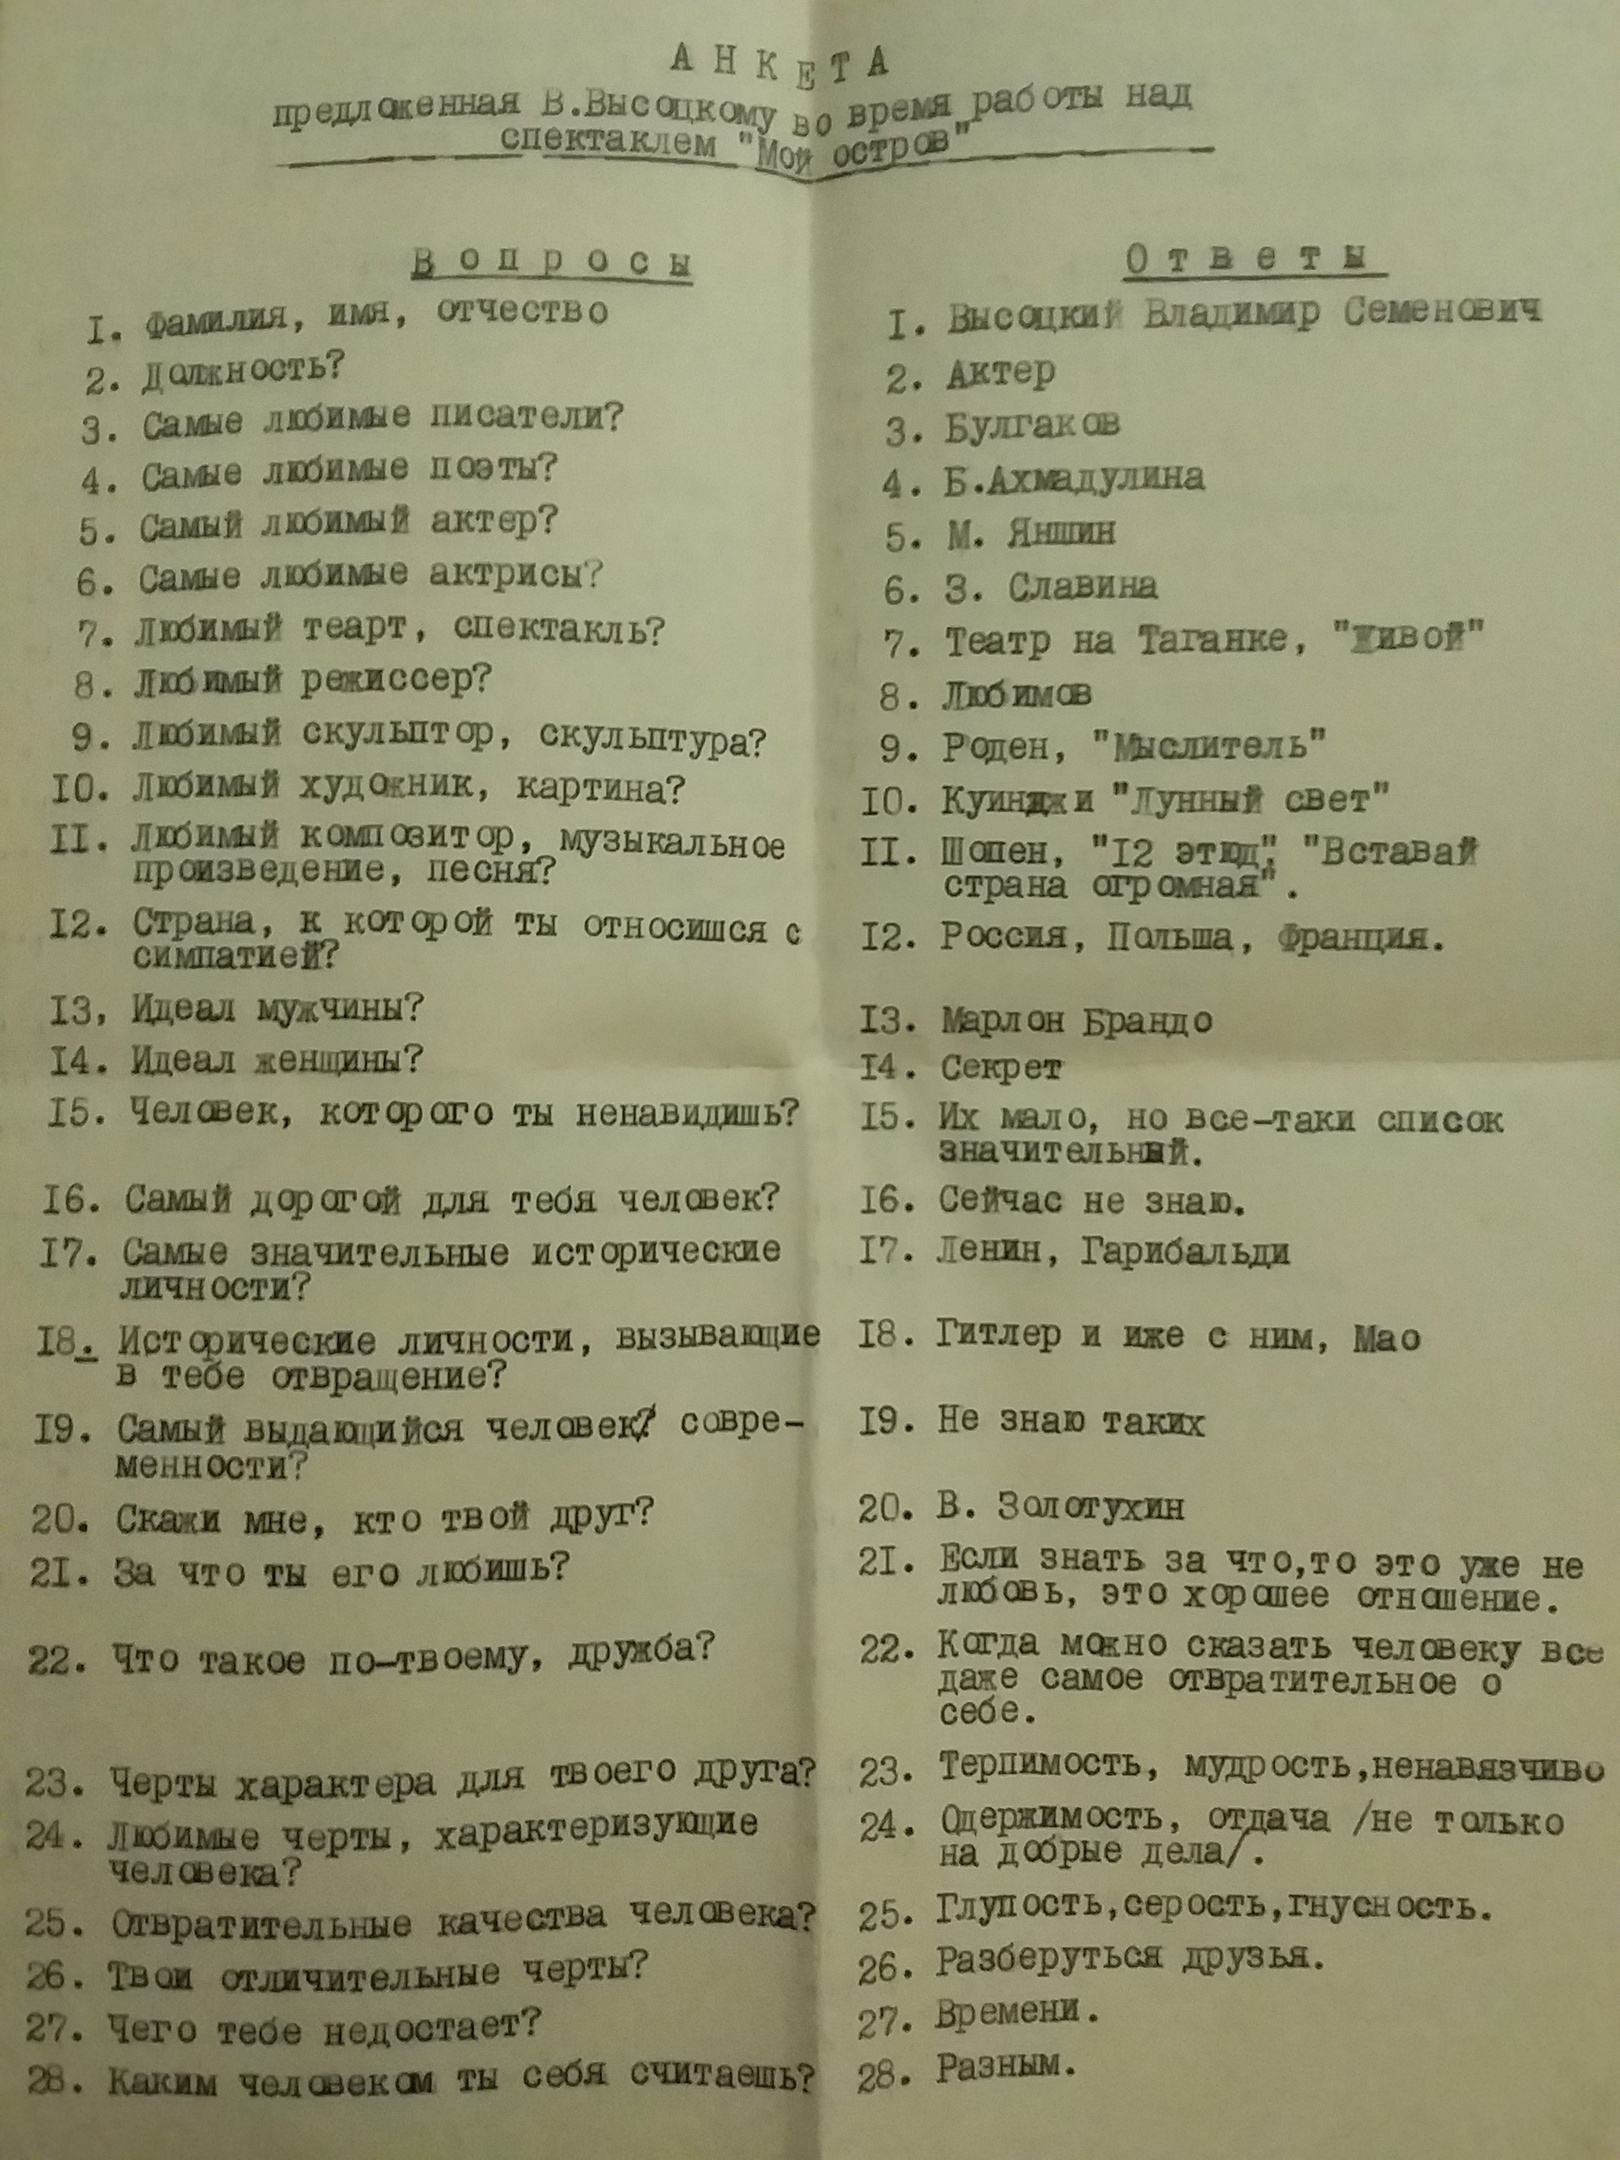 АНКЕТА
предложенная В.Высоцкому во время работы над
спектаклем "Мой остров"
Вопросы
I. Фамилия, имя, отчество
2. Должность?
3. Самые любимые писатели?
4. Самые любимые поэты?
5. Самый любимый актер?
6. Самые любимые актрисы?
7. Любимый теарт, спектакль?
8. Любимый режиссер?
9. Любимый скульптор, скульптура?
IO. Любимый художник, картина?
II. Любимый композитор, музыкальное
произведение, песня?
I2. Страна, к которой ты относишся с
симпатией?
I3, Идеал мужчины?
I4. Идеал женщины?
I5. Человек, которого ты ненавидишь?
I6. Самый дорогой для тебя человек?
I7. Самые значительные исторические
личности?
I8. Исторические личности, вызывающие
в тебе отвращение?
I9. Самый выдающийся человек? совре-
менности?
20. Скажи мне, кто твой друг?
2I. За что ты его любишь?
22. Что такое по-твоему, дружба?
23. Черты характера для твоего друга?
24. Любимые черты, характеризующие
человека?
25. Отвратительные качества человека?
26. Твои отличительные черты?
27. Чего тебе недостает?
28. Каким человеком ты себя считаешь?
Ответы
I. Высоцкий Владимир Семенович
2. Актер
3. Булгаков
4. Б.Ахмадулина
5. М. Яншин
6. З. Славина
7. Театр на Таганке, "Живой"
8. Любимов
9. Роден, "Мыслитель"
IO. Куинджи "Лунный свет"
II. Шопен, "I2 этюд", "Вставай
страна огромная".
I2. Россия, Польша, Франция.
I3. Марлон Брандо
I4. Секрет
I5. Их мало, но все-таки список
значительный.
I6. Сейчас не знаю.
I7. Ленин, Гарибальди
I8. Гитлер и иже с ним, Мао
I9. Не знаю таких
20. В. Золотухин
2I. Если знать за что,то это уже не
любовь, это хорошее отношение.
22. Когда можно сказать человеку все
даже самое отвратительное о
себе.
23. Терпимость, мудрость,ненавязчиво
24. Одержимость, отдача /не только
на добрые дела/.
25. Глупость,серость,гнусность.
26. Разберуться друзья.
27. Времени.
28. Разным.